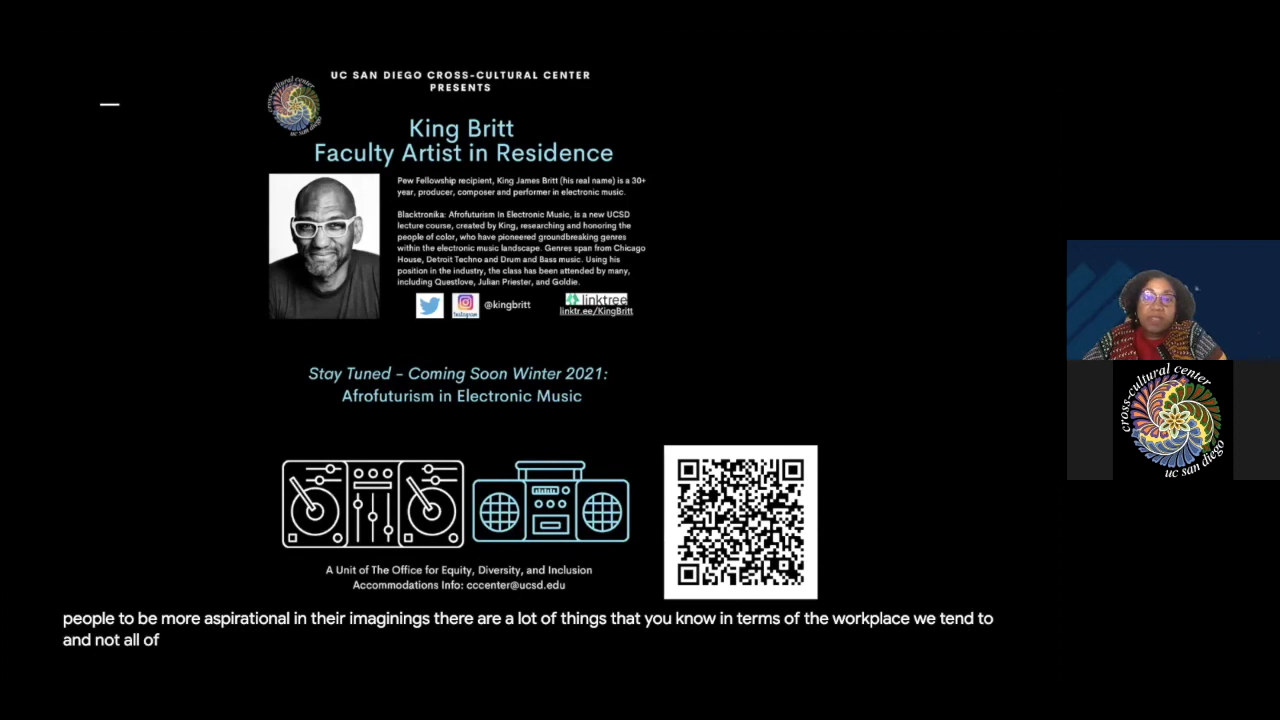 UC SAN DIEGO CROSS-CULTURAL CENTER
PRESENTS
cross-cultural center
uc san diego
King Britt
Faculty Artist in Residence
Pew Fellowship recipient, King James Britt (his real name) is a 30+
year, producer, composer and performer in electronic music.
Blacktronika: Afrofuturism In Electronic Music, is a new UCSD
lecture course, created by King, researching and honoring the
people of color, who have pioneered groundbreaking genres
within the electronic music landscape. Genres span from Chicago
House, Detroit Techno and Drum and Bass music. Using his
position in the industry, the class has been attended by many,
including Questlove, Julian Priester, and Goldie.
Instagram
@kingbritt
linktree
linktr.ee/KingBritt
Stay Tuned - Coming Soon Winter 2021:
Afrofuturism in Electronic Music
A Unit of The Office for Equity, Diversity, and Inclusion
Accommodations Info: cccenter@ucsd.edu
cross-cultural center
uc san diego
people to be more aspirational in their imaginings there are a lot of things that you know in terms of the workplace we tend to
and not all of